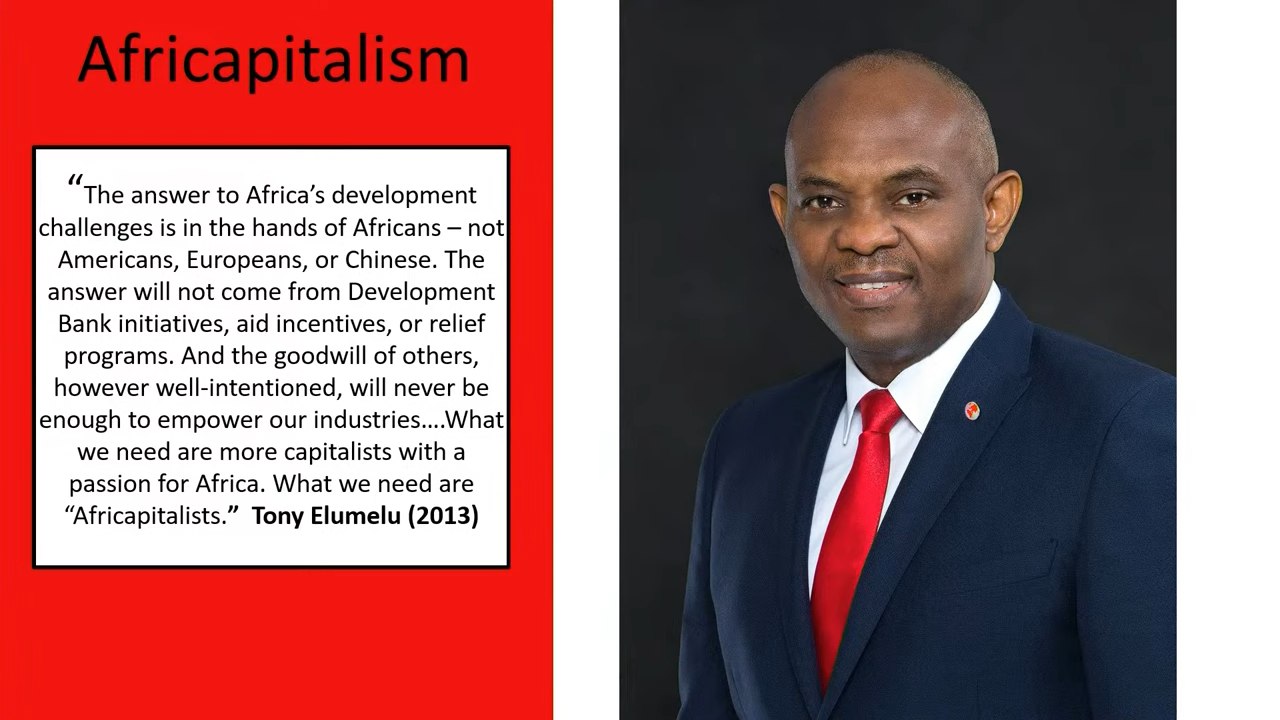 Africapitalism
“The answer to Africa’s development
challenges is in the hands of Africans – not
Americans, Europeans, or Chinese. The
answer will not come from Development
Bank initiatives, aid incentives, or relief
programs. And the goodwill of others,
however well-intentioned, will never be
enough to empower our industries….What
we need are more capitalists with a
passion for Africa. What we need are
“Africapitalists.” Tony Elumelu (2013)